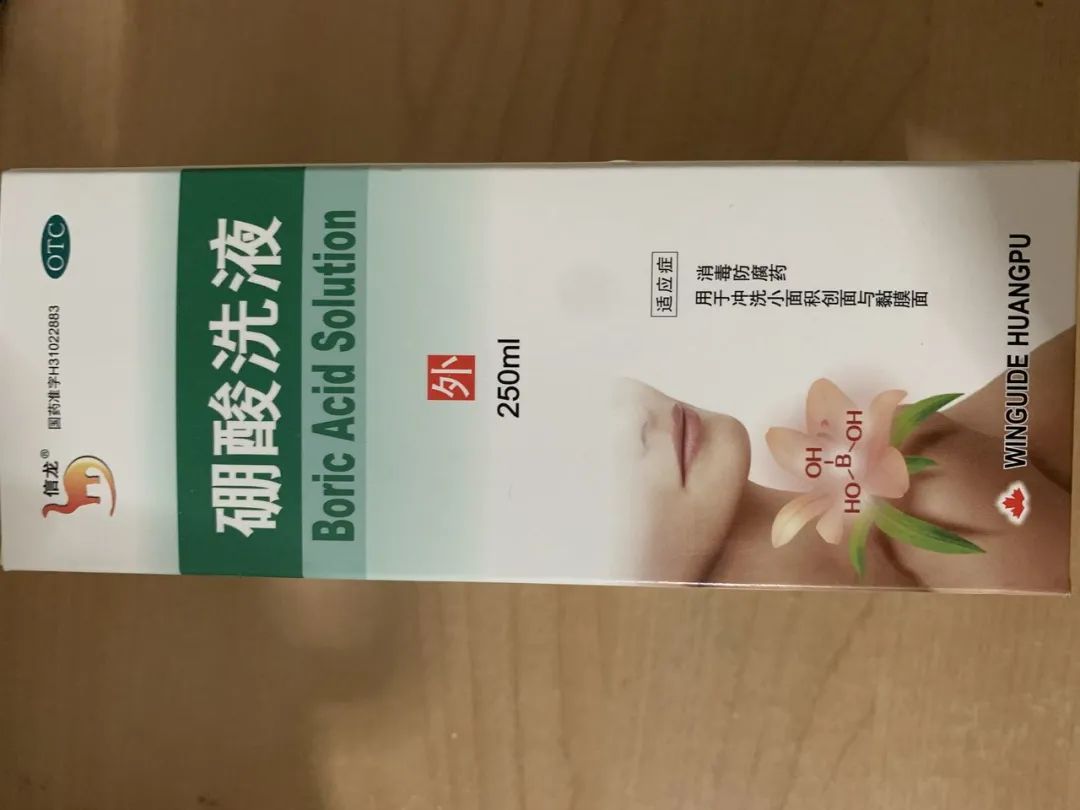 OTC
国药准字H31022883
信龙®
硼酸洗液
Boric Acid Solution
外
250ml
适应症
消毒防腐药
用于冲洗小面积创面与黏膜面
OH
HO-B-OH
WINGUIDE HUANGPU